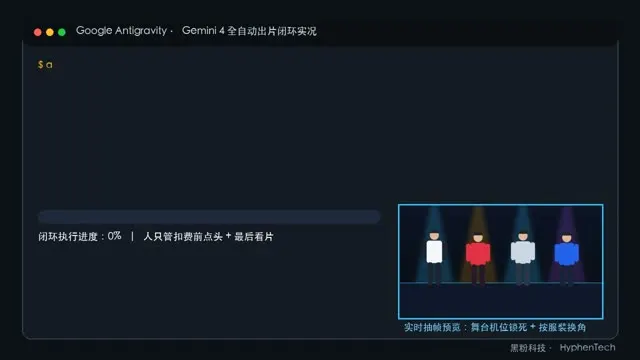 Google Antigravity · Gemini 4 全自动出片闭环实况
$ a
闭环执行进度：0% | 人只管扣费前点头 + 最后看片
实时抽帧预览：舞台机位锁死 + 按服装换角
黑粉科技 · HyphenTech